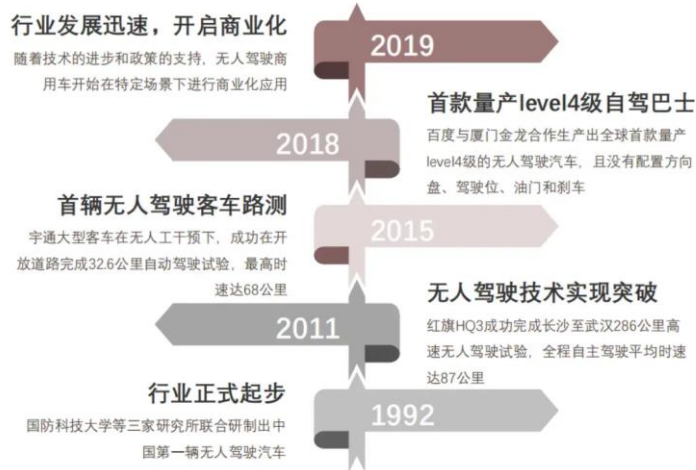 行业发展迅速，开启商业化
随着技术的进步和政策的支持，无人驾驶商
用车开始在特定场景下进行商业化应用
2019
首款量产level4级自驾巴士
百度与厦门金龙合作生产出全球首款量产
level4级的无人驾驶汽车，且没有配置方向
盘、驾驶位、油门和刹车
2018
首辆无人驾驶客车路测
宇通大型客车在无人工干预下，成功在开
放道路完成32.6公里自动驾驶试验，最高时
速达68公里
2015
无人驾驶技术实现突破
红旗HQ3成功完成长沙至武汉286公里高
速无人驾驶试验，全程自主驾驶平均时速
达87公里
2011
行业正式起步
国防科技大学等三家研究所联合研制出中
国第一辆无人驾驶汽车
1992